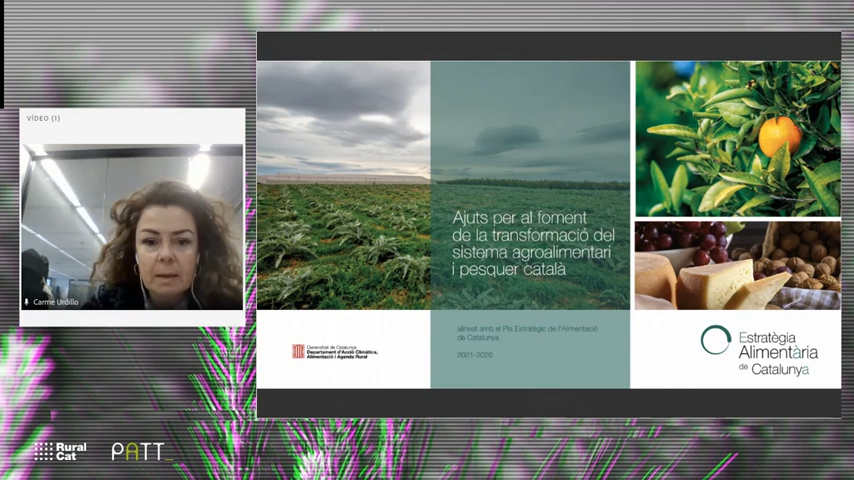 VÍDEO (1)
Carme Urdillo
Ajuts per al foment
de la transformació del
sistema agroalimentari
i pesquer català
alineat amb el Pla Estratègic de l'Alimentació
de Catalunya
2021-2026
Generalitat de Catalunya
Departament d'Acció Climàtica,
Alimentació i Agenda Rural
Estratègia
Alimentària
de Catalunya
Rural
Cat
PATT_